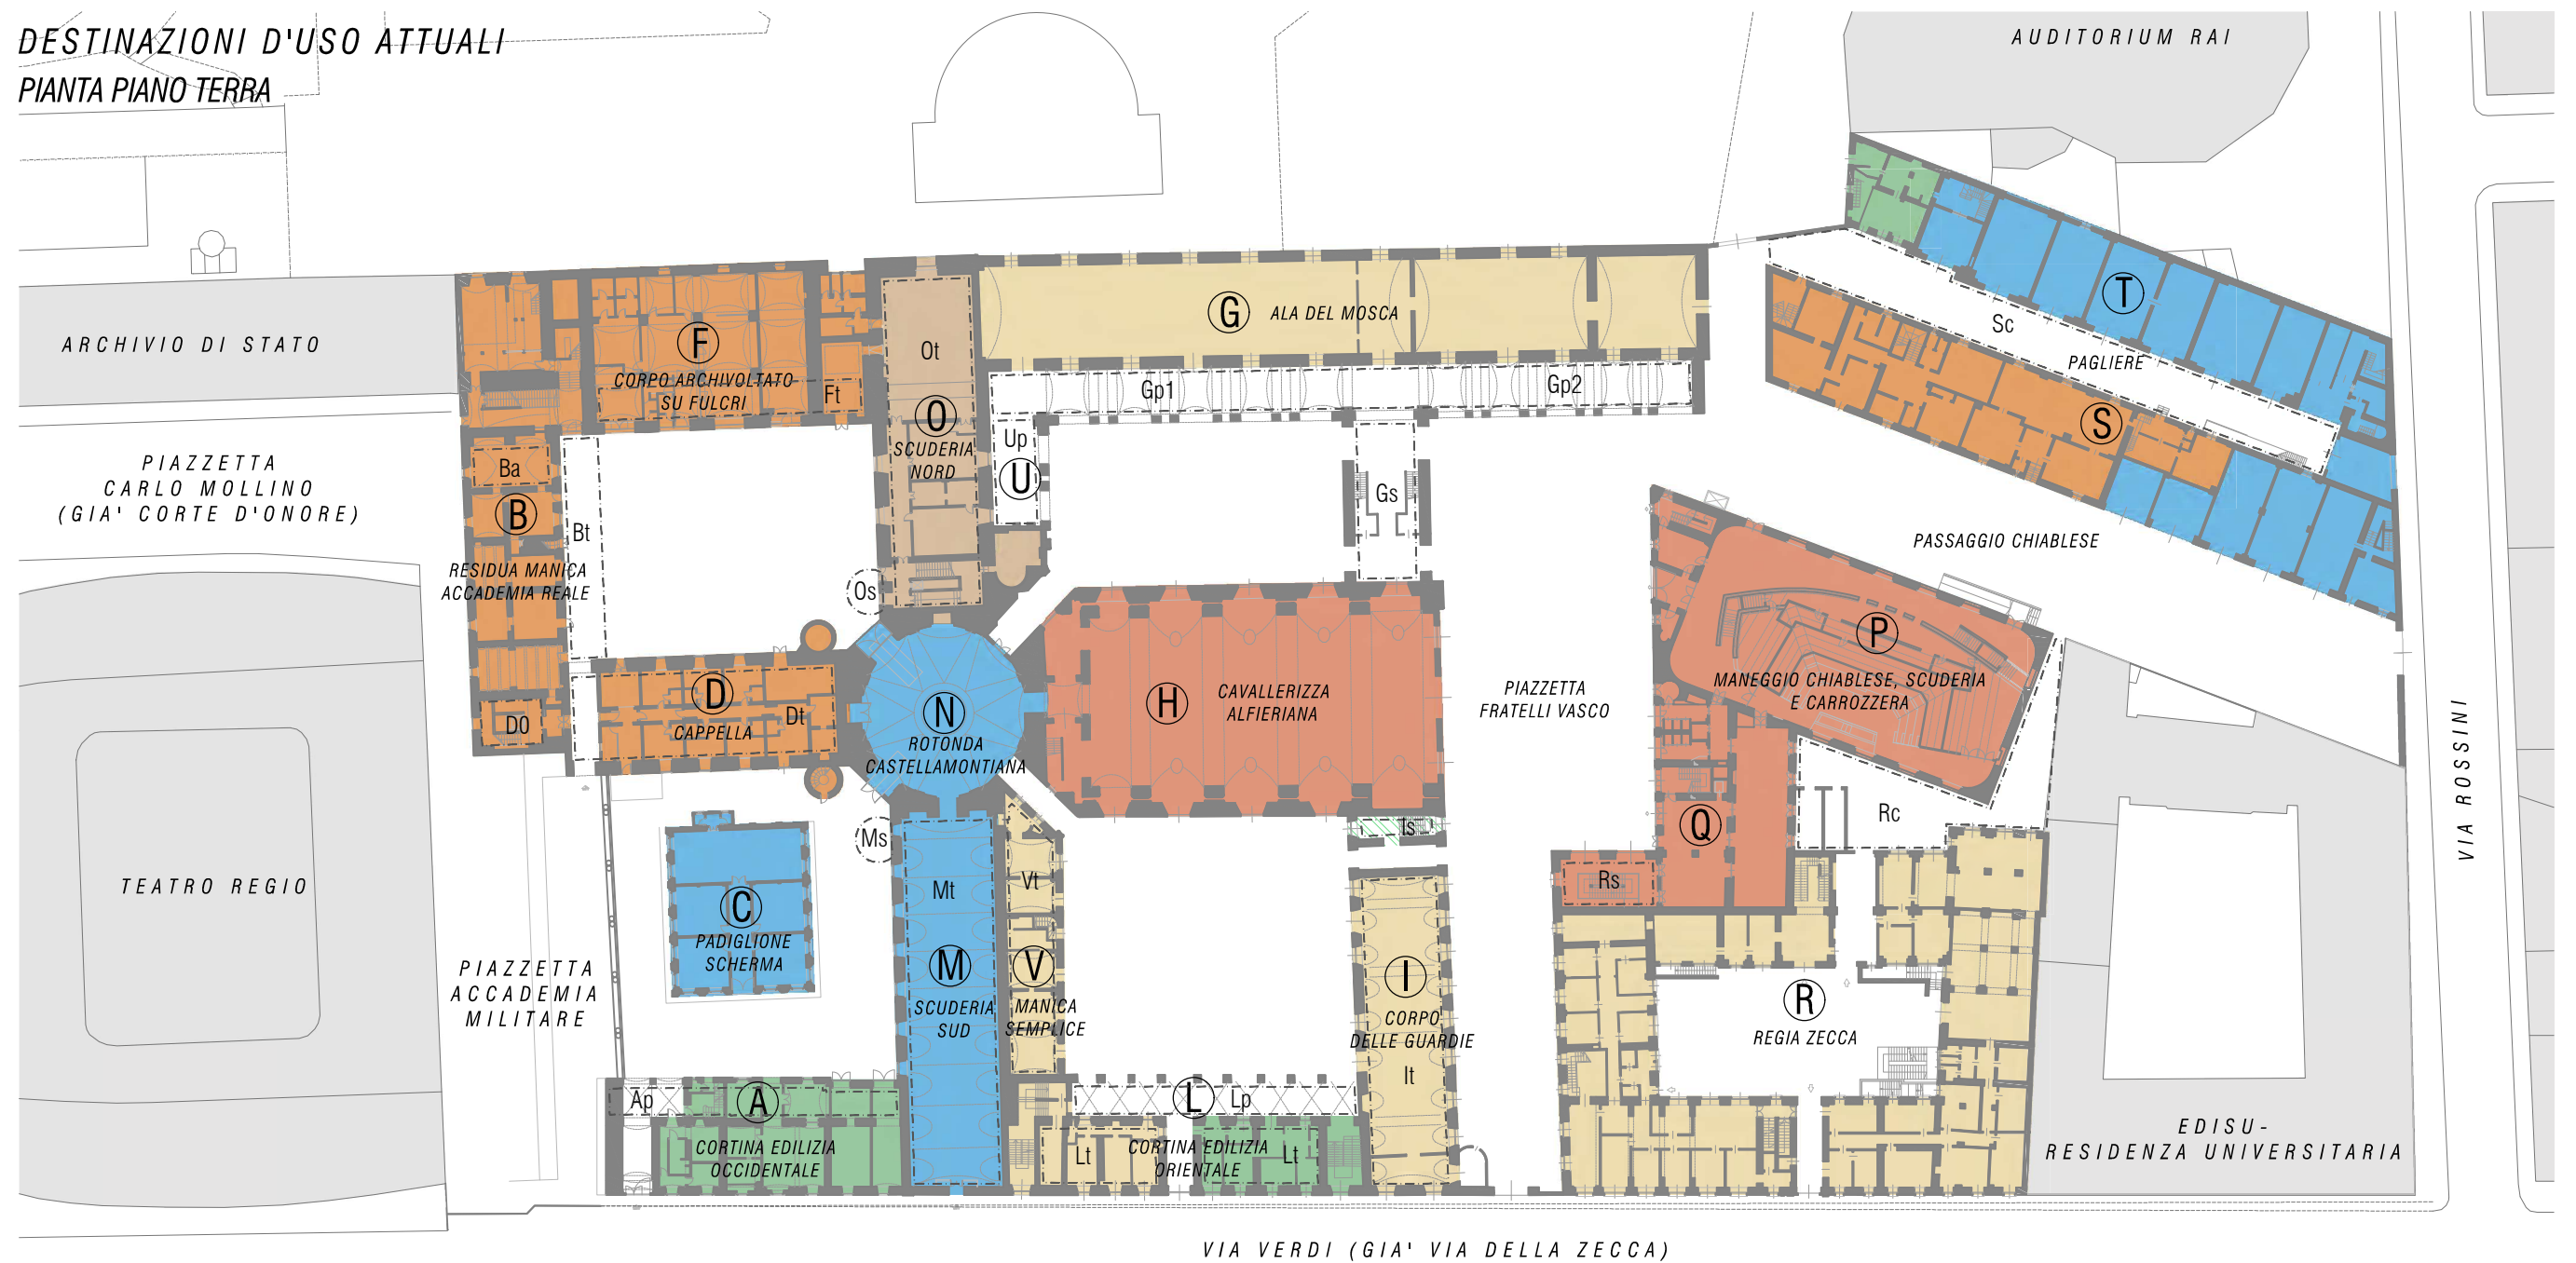 DESTINAZIONI D'USO ATTUALI
PIANTA PIANO TERRA
AUDITORIUM RAI
ARCHIVIO DI STATO
F
CORPO ARCHIVOLTATO
SU FULCRI
Ft
Ot
O
SCUDERIA
NORD
G
ALA DEL MOSCA
Gp1
Gp2
Up
U
Gs
T
Sc
PAGLIERE
S
PASSAGGIO CHIABLESE
PIAZZETTA
CARLO MOLLINO
(GIA' CORTE D'ONORE)
Ba
B
Bt
RESIDUA MANICA
ACCADEMIA REALE
Os
D0
D
Dt
CAPPELLA
N
ROTONDA
CASTELLAMONTIANA
H
CAVALLERIZZA
ALFIERIANA
PIAZZETTA
FRATELLI VASCO
P
MANEGGIO CHIABLESE, SCUDERIA
E CARROZZERA
VIA ROSSINI
Ms
Is
Q
Rc
Rs
TEATRO REGIO
C
PADIGLIONE
SCHERMA
PIAZZETTA
ACCADEMIA
MILITARE
Mt
M
SCUDERIA
SUD
Vt
V
MANICA
SEMPLICE
I
CORPO
DELLE GUARDIE
It
R
REGIA ZECCA
Ap
A
CORTINA EDILIZIA
OCCIDENTALE
L
Lp
Lt
CORTINA EDILIZIA
ORIENTALE
Lt
EDISU-
RESIDENZA UNIVERSITARIA
VIA VERDI (GIA' VIA DELLA ZECCA)